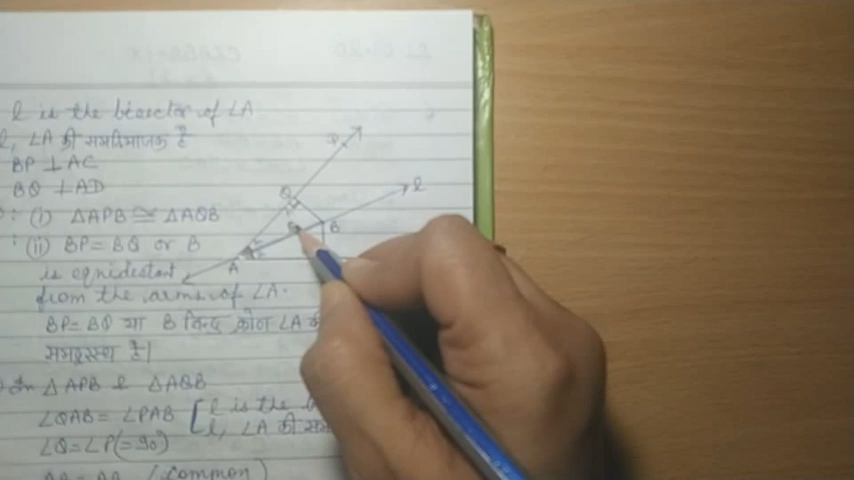 l is the bisector of ∠A
l, ∠A की समद्विभाजक है
BP ⊥ AC
BQ ⊥ AD
: (i) ΔAPB ≅ ΔAQB
: (ii) BP = BQ or B
is equidistant
from the arms of ∠A.
BP = BQ या B बिन्दु कोण ∠A
समदूरस्थ है।
In ΔAPB & ΔAQB
∠QAB = ∠PAB [l is the
l, ∠A की सम
∠Q = ∠P (= 90)
(common)
D
Q
l
B
A